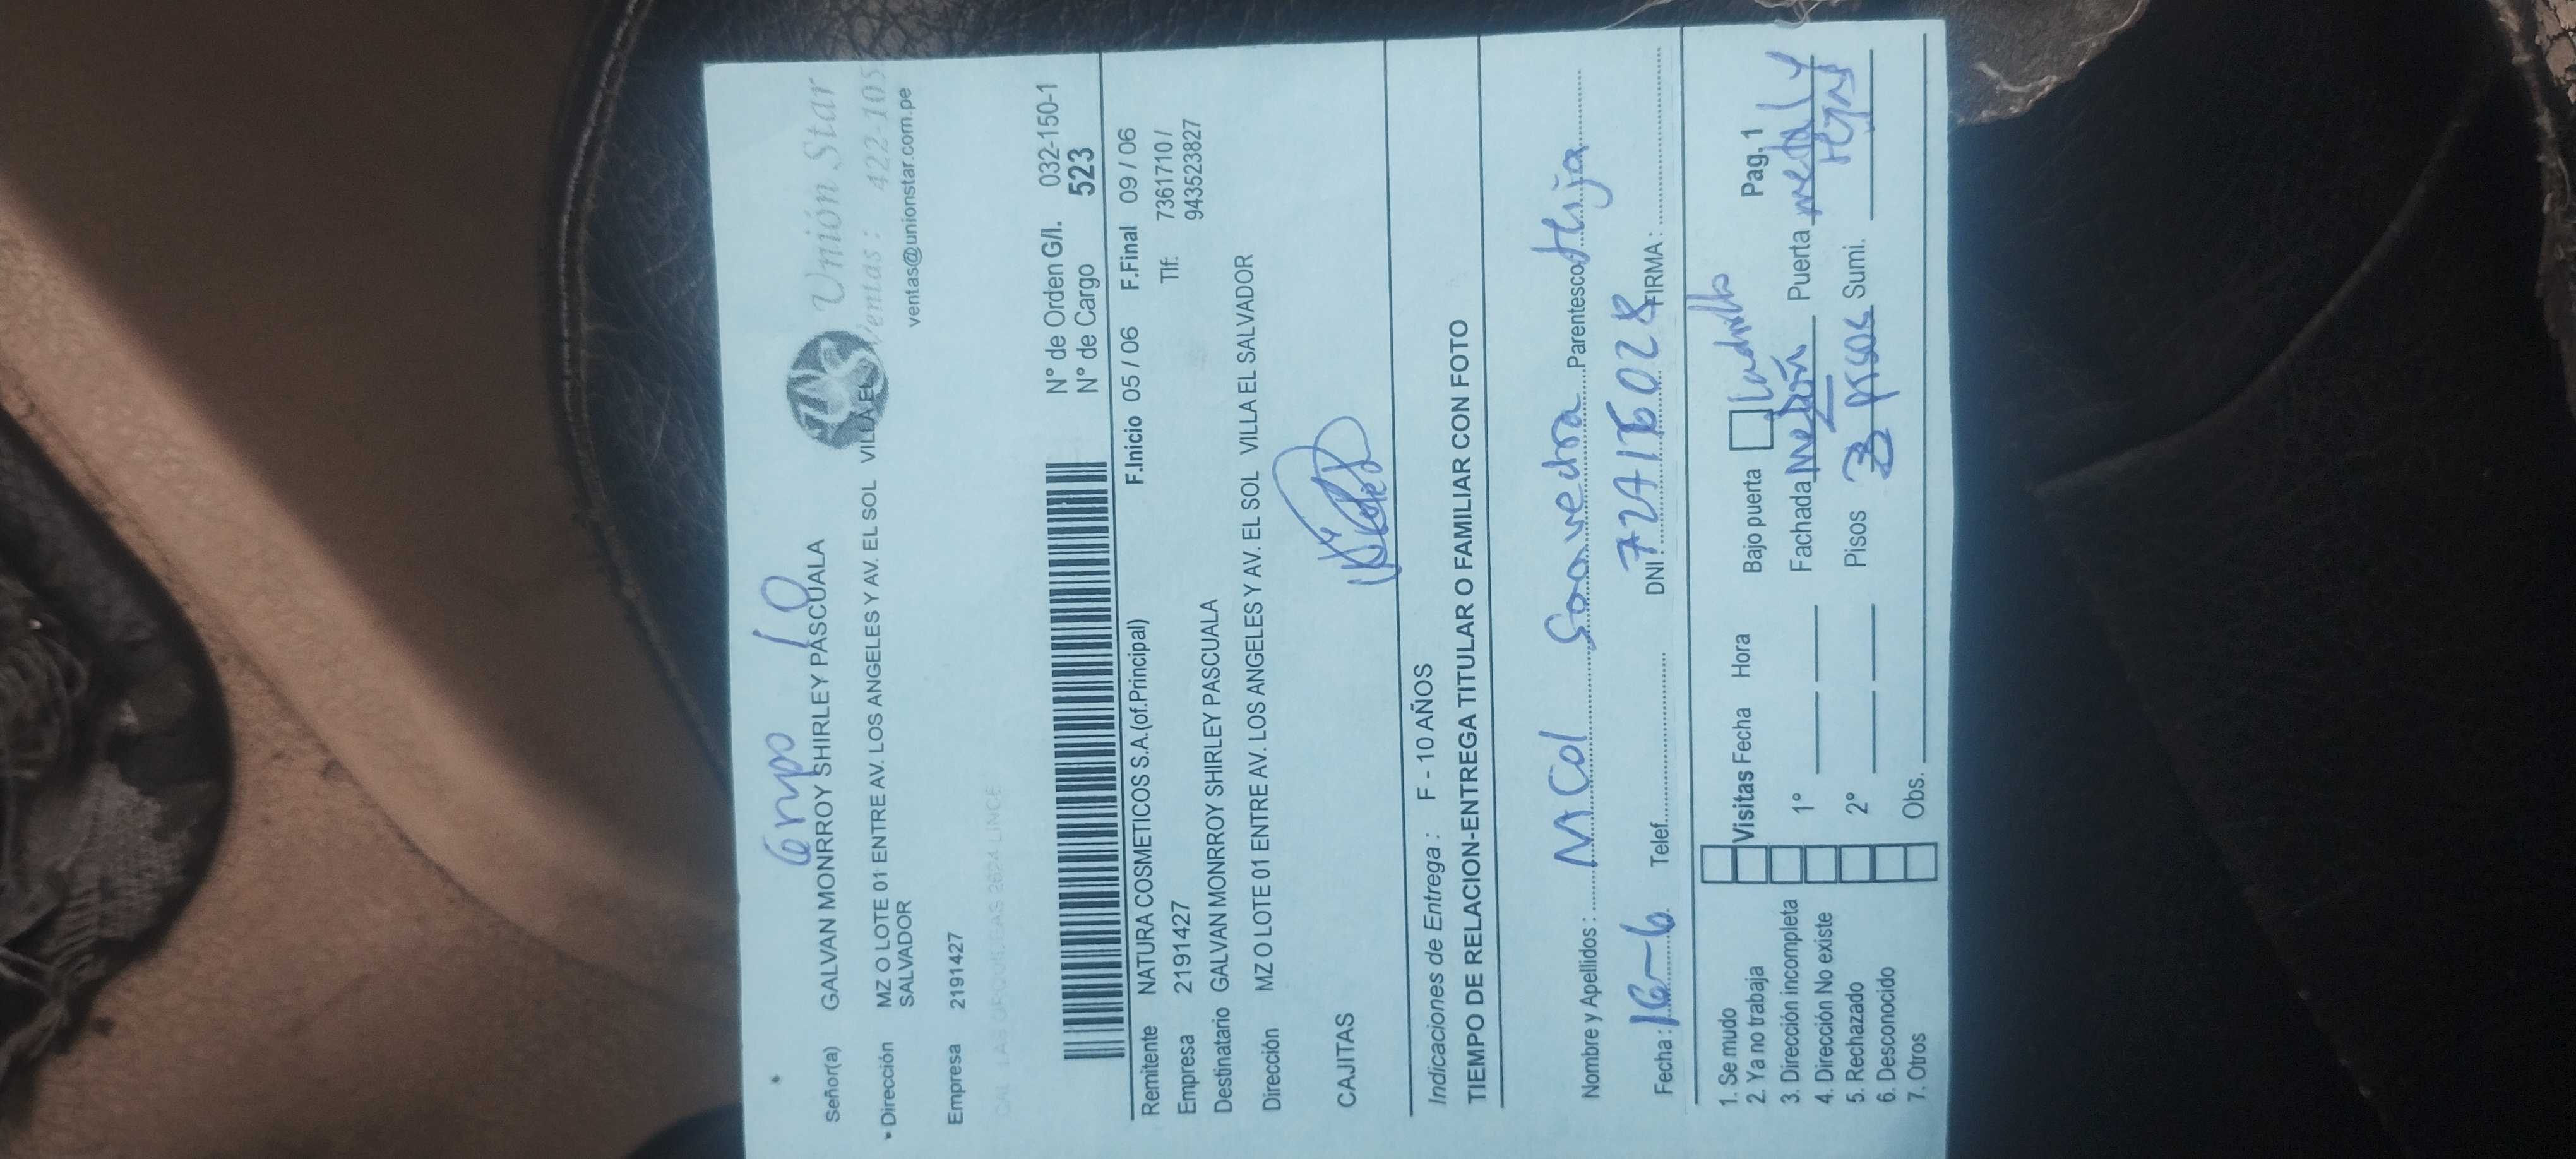 Grupo 10
Unión Star
Señor(a) GALVAN MONRROY SHIRLEY PASCUALA
Ventas : 422-105
Dirección MZ O LOTE 01 ENTRE AV. LOS ANGELES Y AV. EL SOL VILLA EL
SALVADOR
ventas@unionstar.com.pe
Empresa 2191427
N° de Orden G/I. 032-150-1
N° de Cargo 523
Remitente NATURA COSMETICOS S.A.(of.Principal) F.Inicio 05 / 06 F.Final 09 / 06
Empresa 2191427 Tlf: 7361710 /
943523827
Destinatario GALVAN MONRROY SHIRLEY PASCUALA
Dirección MZ O LOTE 01 ENTRE AV. LOS ANGELES Y AV. EL SOL VILLA EL SALVADOR
CAJITAS
Indicaciones de Entrega : F - 10 AÑOS
TIEMPO DE RELACION-ENTREGA TITULAR O FAMILIAR CON FOTO
Nombre y Apellidos : Nicol Saavedra Parentesco Hija
Fecha : 16-6 Telef. DNI : FIRMA :
1. Se mudo
2. Ya no trabaja
3. Dirección incompleta
4. Dirección No existe
5. Rechazado
6. Desconocido
7. Otros
Visitas Fecha Hora Bajo puerta Ladrillo Pag. 1
1° Fachada Puerta
2° Pisos 3 pisos Sumi.
Obs.